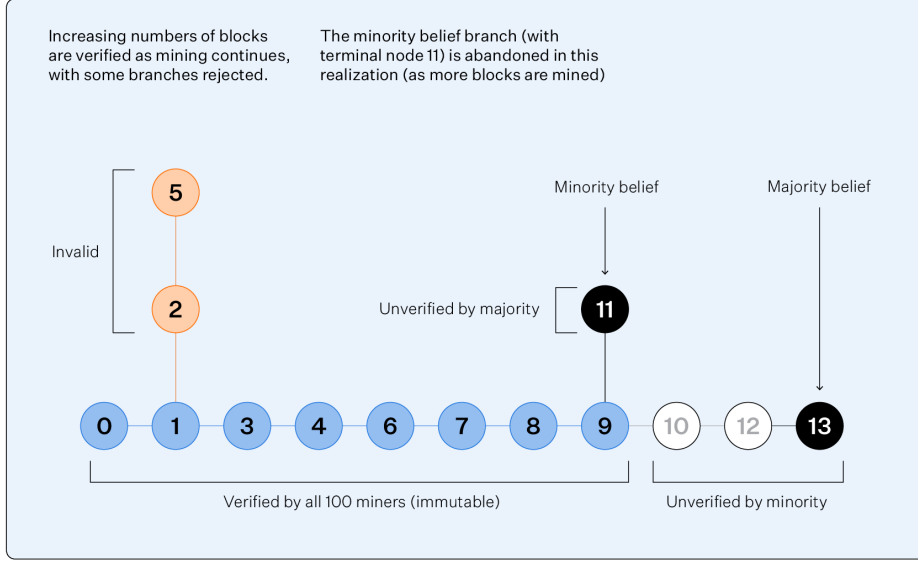 Increasing numbers of blocks
are verified as mining continues,
with some branches rejected.
The minority belief branch (with
terminal node 11) is abandoned in this
realization (as more blocks are mined)
5
Minority belief
Majority belief
Invalid
2
Unverified by majority
11
0
1
3
4
6
7
8
9
10
12
13
Verified by all 100 miners (immutable)
Unverified by minority